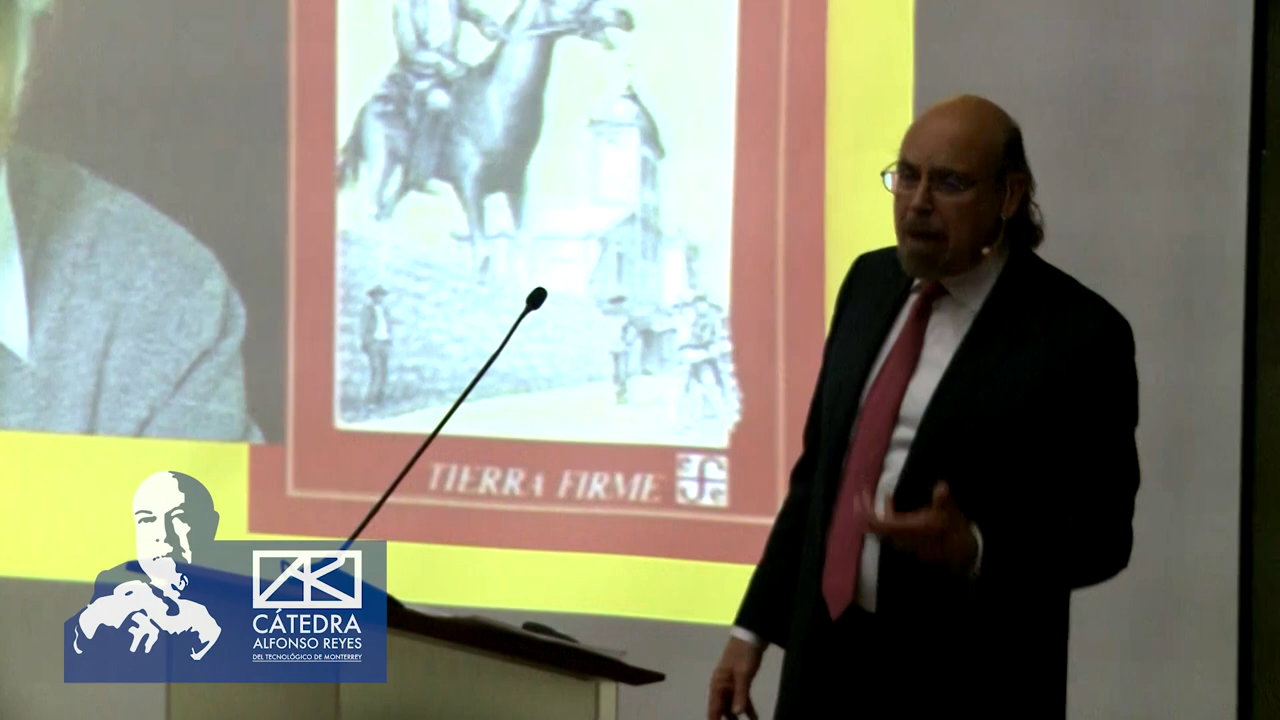 TIERRA FIRME
CÁTEDRA
ALFONSO REYES
DEL TECNOLÓGICO DE MONTERREY